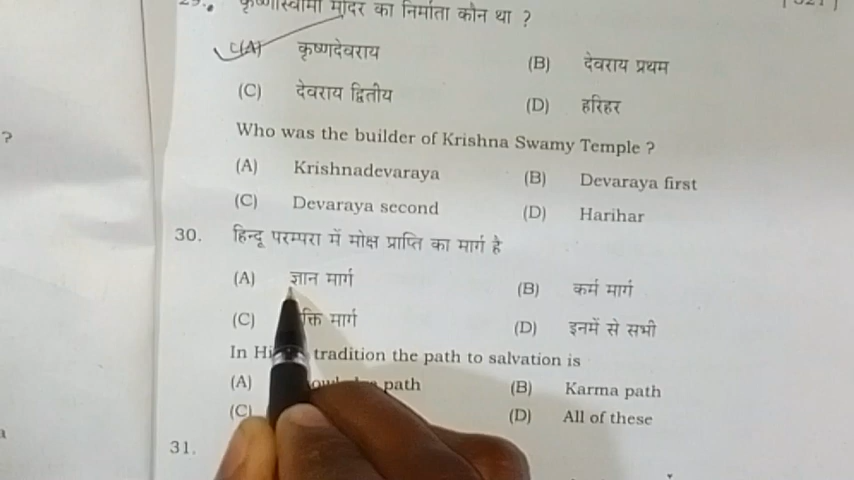 29. कृष्णास्वामी मंदिर का निर्माता कौन था ?
(A) कृष्णदेवराय (B) देवराय प्रथम
(C) देवराय द्वितीय (D) हरिहर
Who was the builder of Krishna Swamy Temple ?
(A) Krishnadevaraya (B) Devaraya first
(C) Devaraya second (D) Harihar
30. हिन्दू परम्परा में मोक्ष प्राप्ति का मार्ग है
(A) ज्ञान मार्ग (B) कर्म मार्ग
(C) मार्ग (D) इनमें से सभी
In tradition the path to salvation is
(A) path (B) Karma path
(C) (D) All of these
31.